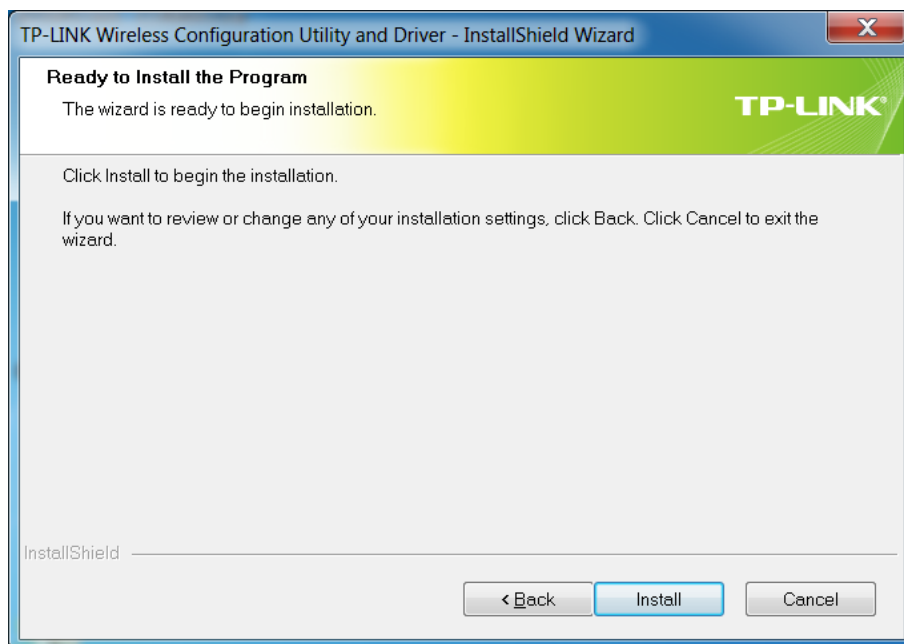 TP-LINK Wireless Configuration Utility and Driver - InstallShield Wizard
X
Ready to Install the Program
The wizard is ready to begin installation.
TP-LINK®
Click Install to begin the installation.
If you want to review or change any of your installation settings, click Back. Click Cancel to exit the
wizard.
InstallShield
< Back
Install
Cancel